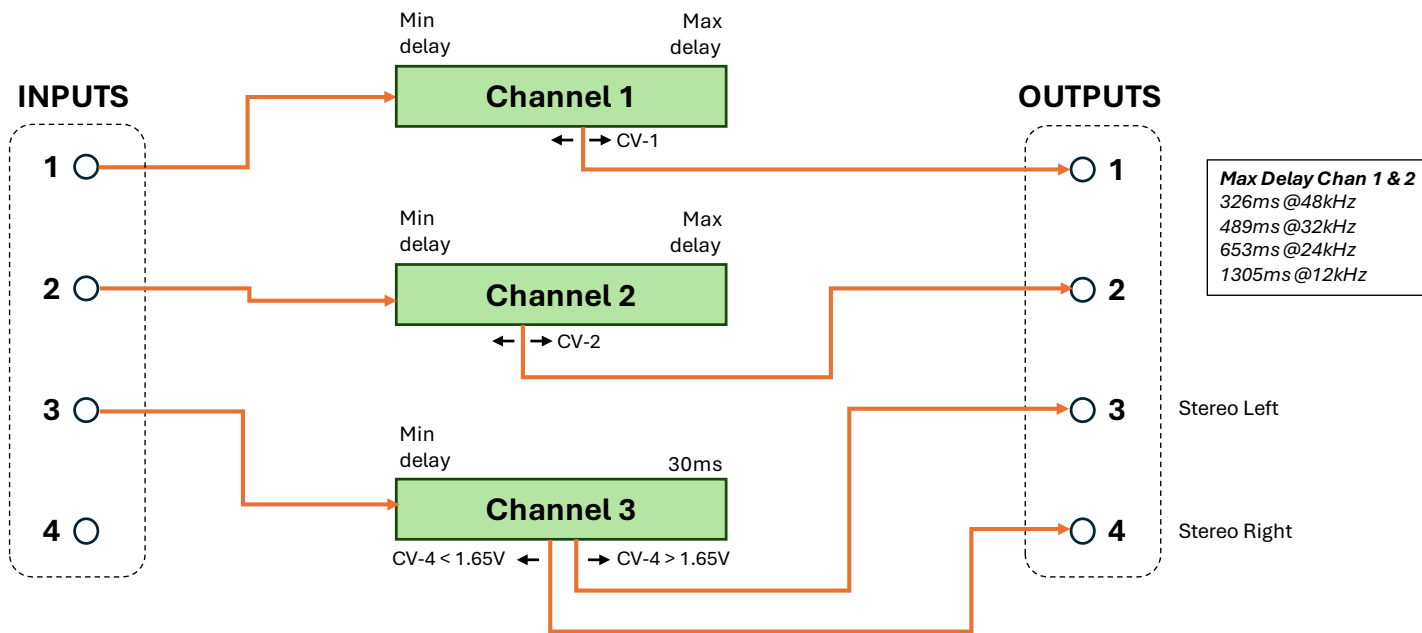 INPUTS
1
2
3
4
Min
delay
Max
delay
Channel 1
CV-1
Min
delay
Max
delay
Channel 2
CV-2
Min
delay
30ms
Channel 3
CV-4 < 1.65V
CV-4 > 1.65V
OUTPUTS
1
2
3
4
Stereo Left
Stereo Right
Max Delay Chan 1 & 2
326ms@48kHz
489ms@32kHz
653ms@24kHz
1305ms@12kHz